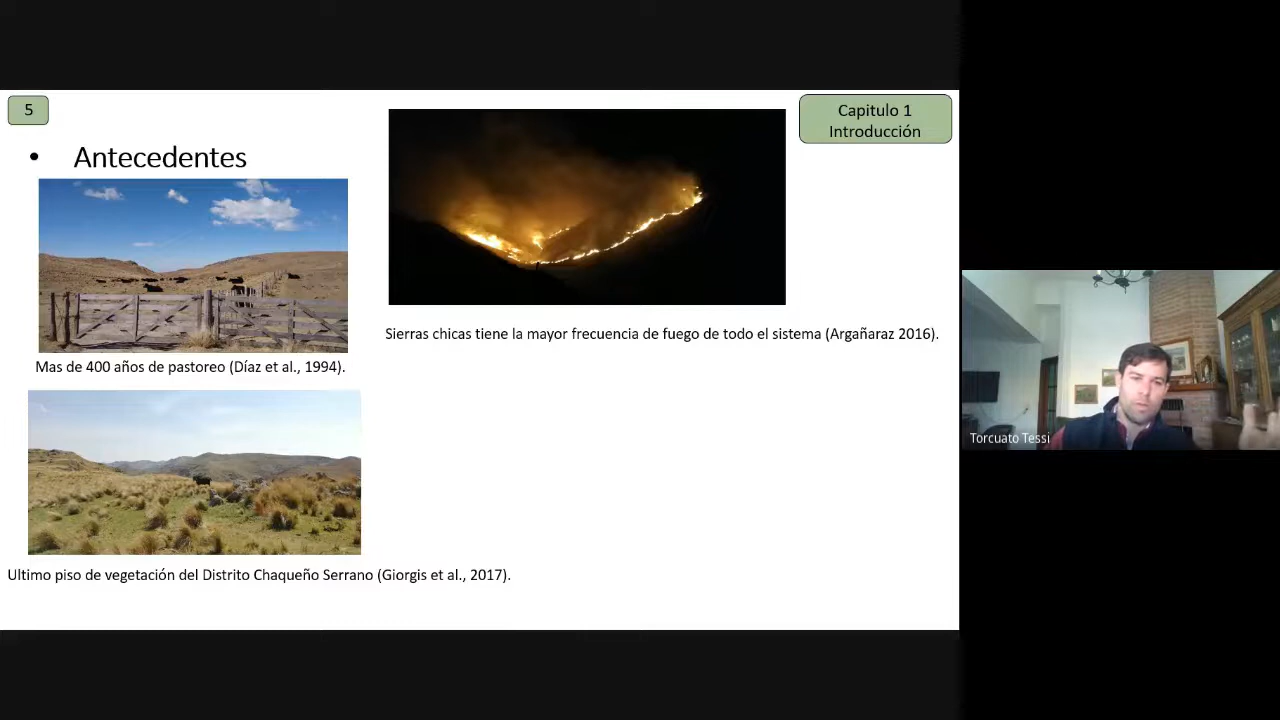 5
Capitulo 1
Introducción
• Antecedentes
Sierras chicas tiene la mayor frecuencia de fuego de todo el sistema (Argañaraz 2016).
Mas de 400 años de pastoreo (Díaz et al., 1994).
Torcuato Tessi
Ultimo piso de vegetación del Distrito Chaqueño Serrano (Giorgis et al., 2017).